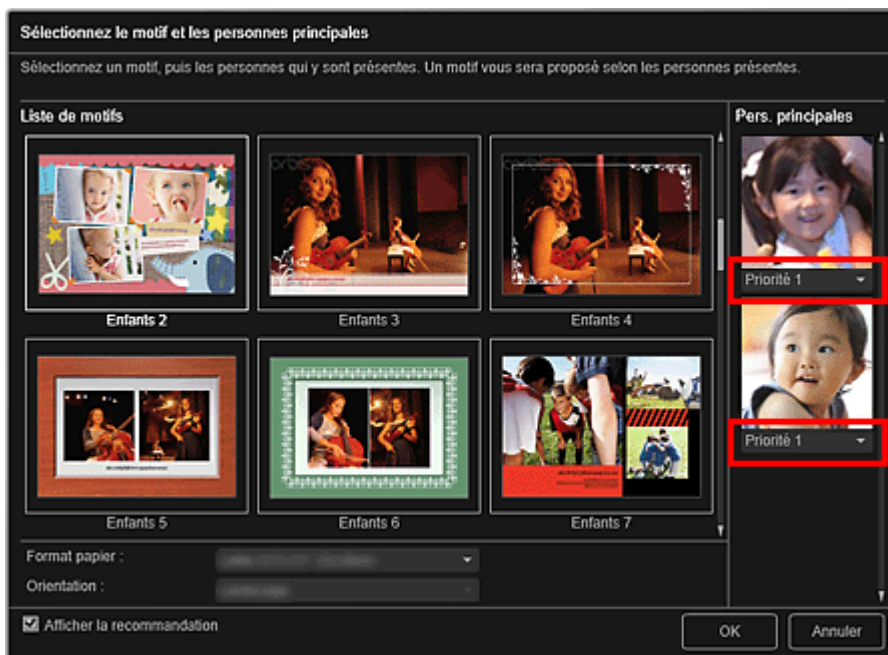 Sélectionnez le motif et les personnes principales
Sélectionnez un motif, puis les personnes qui y sont présentes. Un motif vous sera proposé selon les personnes présentes.
Liste de motifs
Pers. principales
Enfants 2
Enfants 3
Enfants 4
Priorité 1
Enfants 5
Enfants 6
Enfants 7
Priorité 1
Format papier :
Orientation :
Afficher la recommandation
OK
Annuler